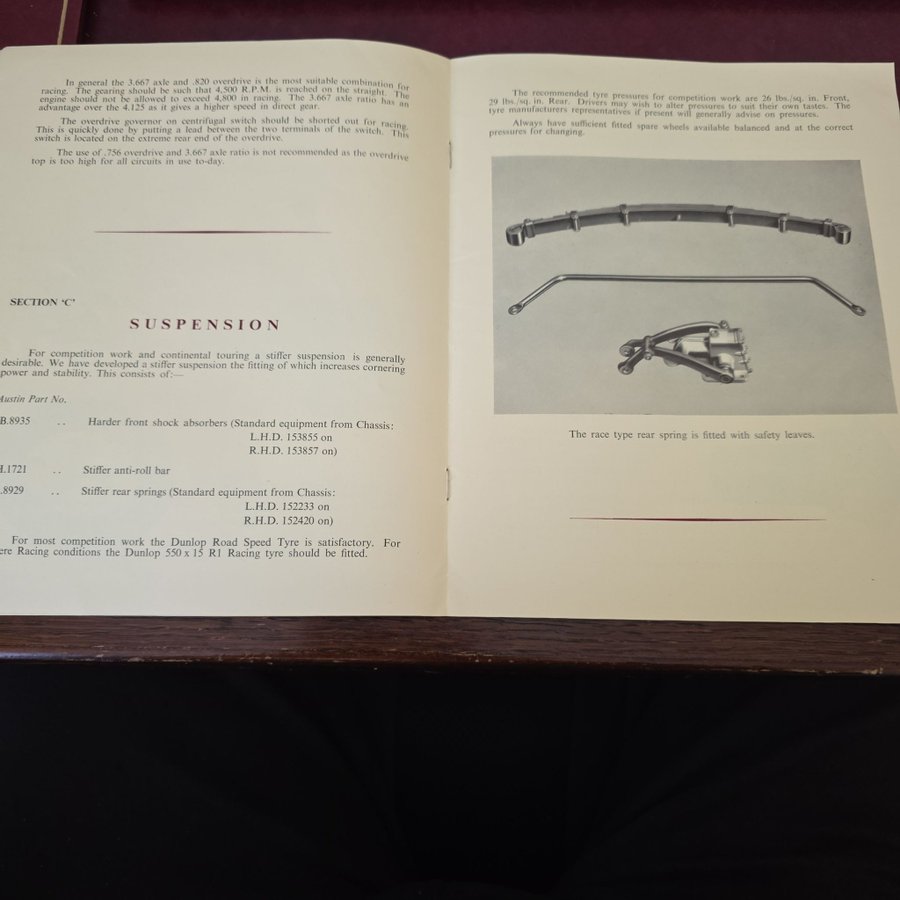 In general the 3.667 axle and .820 overdrive is the most suitable combination for
racing. The gearing should be such that 4,500 R.P.M. is reached on the straight. The
engine should not be allowed to exceed 4,800 in racing. The 3.667 axle ratio has an
advantage over the 4.125 as it gives a higher speed in direct gear.
The overdrive governor on centrifugal switch should be shorted out for racing.
This is quickly done by putting a lead between the two terminals of the switch. This
switch is located on the extreme rear end of the overdrive.
The use of .756 overdrive and 3.667 axle ratio is not recommended as the overdrive
top is too high for all circuits in use to-day.
SECTION ‘C’
SUSPENSION
For competition work and continental touring a stiffer suspension is generally
desirable. We have developed a stiffer suspension the fitting of which increases cornering
power and stability. This consists of:—
Austin Part No.
B.8935 .. Harder front shock absorbers (Standard equipment from Chassis:
L.H.D. 153855 on
R.H.D. 153857 on)
.1721 .. Stiffer anti-roll bar
.8929 .. Stiffer rear springs (Standard equipment from Chassis:
L.H.D. 152233 on
R.H.D. 152420 on)
For most competition work the Dunlop Road Speed Tyre is satisfactory. For
ere Racing conditions the Dunlop 550 x 15 R1 Racing tyre should be fitted.
The recommended tyre pressures for competition work are 26 lbs./sq. in. Front,
29 lbs./sq. in. Rear. Drivers may wish to alter pressures to suit their own tastes. The
tyre manufacturers representatives if present will generally advise on pressures.
Always have sufficient fitted spare wheels available balanced and at the correct
pressures for changing.
The race type rear spring is fitted with safety leaves.